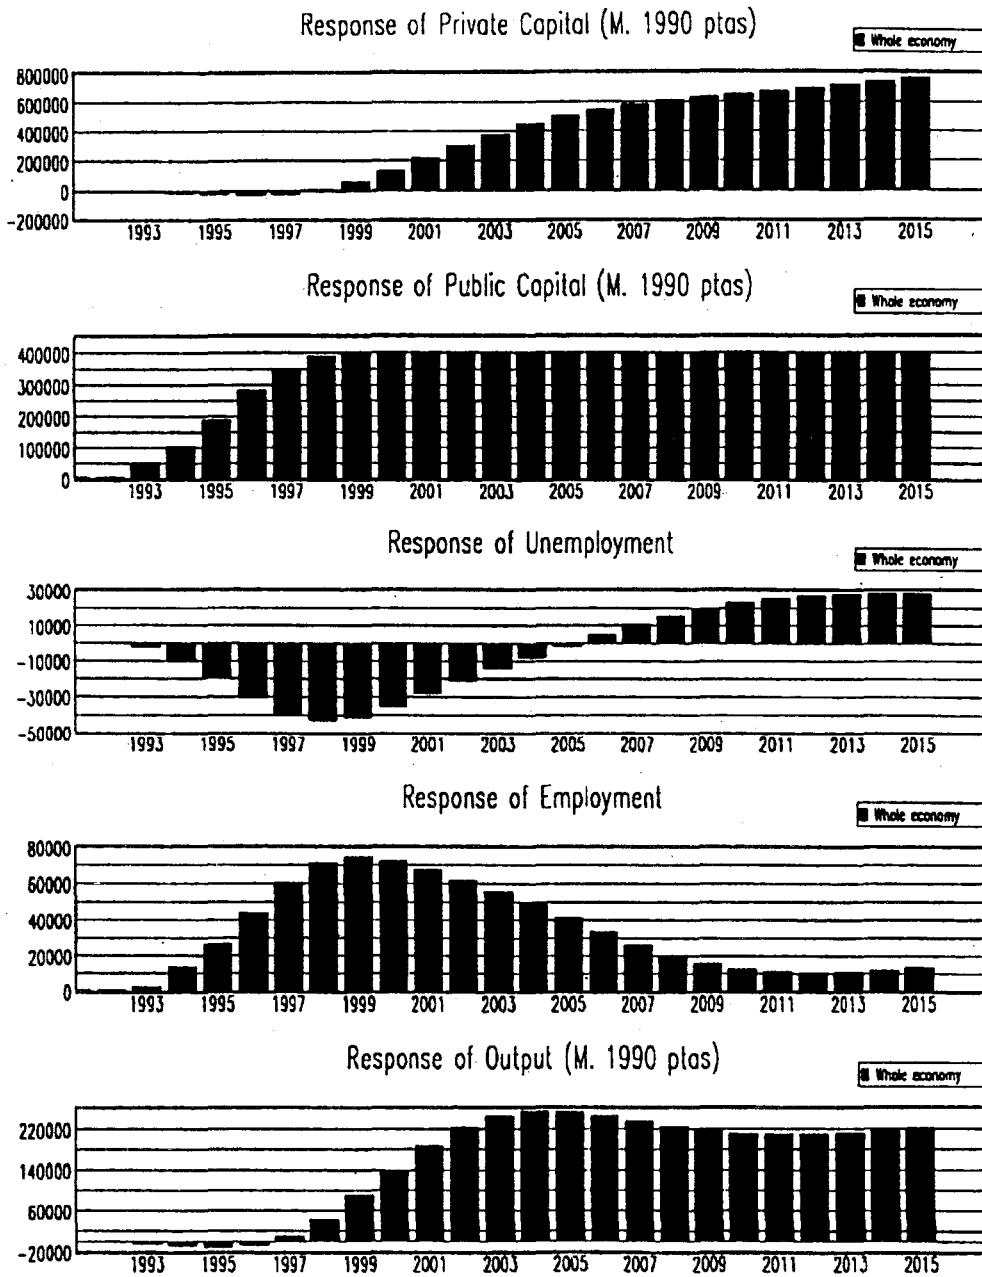 Response of Private Capital (M. 1990 ptas)
Whole economy
800000
600000
400000
200000
0
-200000
1993 1995 1997 1999 2001 2003 2005 2007 2009 2011 2013 2015
Response of Public Capital (M. 1990 ptas)
Whole economy
400000
300000
200000
100000
0
1993 1995 1997 1999 2001 2003 2005 2007 2009 2011 2013 2015
Response of Unemployment
Whole economy
30000
10000
-10000
-30000
-50000
1993 1995 1997 1999 2001 2003 2005 2007 2009 2011 2013 2015
Response of Employment
Whole economy
80000
60000
40000
20000
0
1993 1995 1997 1999 2001 2003 2005 2007 2009 2011 2013 2015
Response of Output (M. 1990 ptas)
Whole economy
220000
140000
60000
-20000
1993 1995 1997 1999 2001 2003 2005 2007 2009 2011 2013 2015